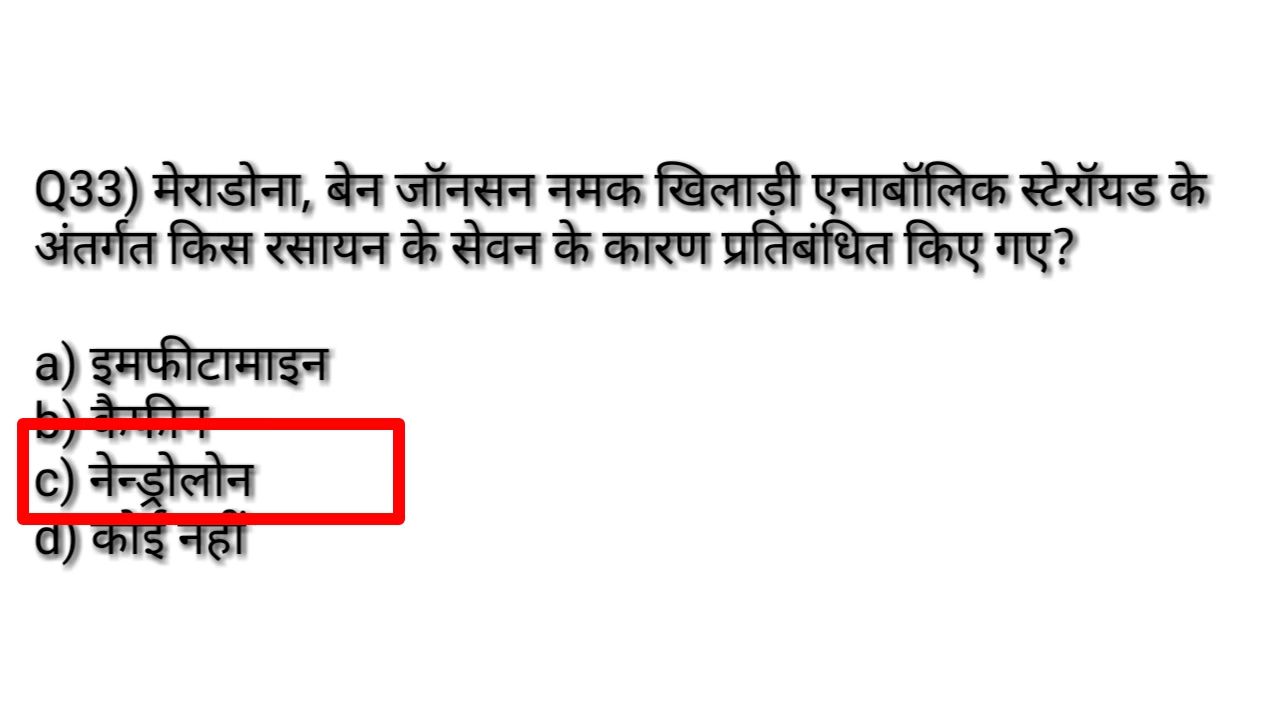 Q33) मेराडोना, बेन जॉनसन नमक खिलाड़ी एनाबॉलिक स्टेरॉयड के
अंतर्गत किस रसायन के सेवन के कारण प्रतिबंधित किए गए?
a) इमफीटामाइन
b) कैफीन
c) नेन्ड्रोलोन
d) कोई नहीं